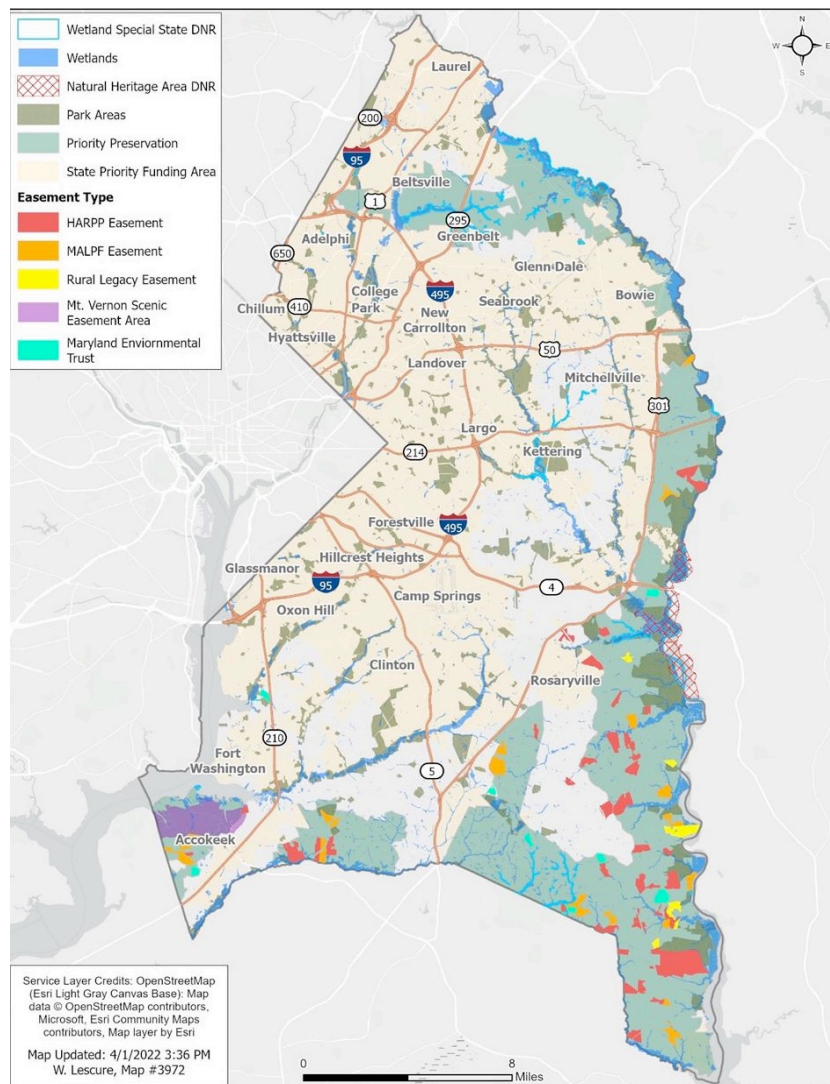 Wetland Special State DNR
Wetlands
Natural Heritage Area DNR
Park Areas
Priority Preservation
State Priority Funding Area
Easement Type
HARPP Easement
MALPF Easement
Rural Legacy Easement
Mt. Vernon Scenic
Easement Area
Maryland Enviornmental
Trust
N
W
E
S
Laurel
200
95
Beltsville
1
295
Adelphi
Greenbelt
650
Glenn Dale
College
Park
495
Seabrook
Bowie
Chillum
410
New
Carrollton
Hyattsville
50
Landover
Mitchellville
301
Largo
214
Kettering
Forestville
495
Hillcrest Heights
Glassmanor
95
4
Camp Springs
Oxon Hill
Clinton
Rosaryville
210
Fort
Washington
5
Accokeek
Service Layer Credits: OpenStreetMap
(Esri Light Gray Canvas Base): Map
data © OpenStreetMap contributors,
Microsoft, Esri Community Maps
contributors, Map layer by Esri
Map Updated: 4/1/2022 3:36 PM
W. Lescure, Map #3972
0
8
Miles